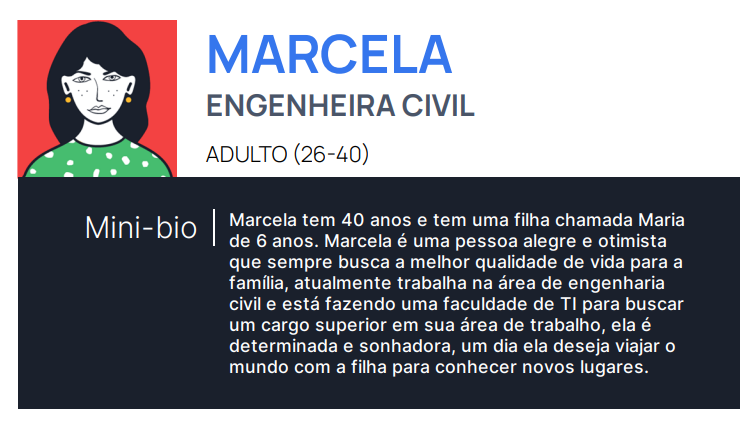 MARCELA
ENGENHEIRA CIVIL
ADULTO (26-40)
Mini-bio
Marcela tem 40 anos e tem uma filha chamada Maria
de 6 anos. Marcela é uma pessoa alegre e otimista
que sempre busca a melhor qualidade de vida para a
família, atualmente trabalha na área de engenharia
civil e está fazendo uma faculdade de TI para buscar
um cargo superior em sua área de trabalho, ela é
determinada e sonhadora, um dia ela deseja viajar o
mundo com a filha para conhecer novos lugares.